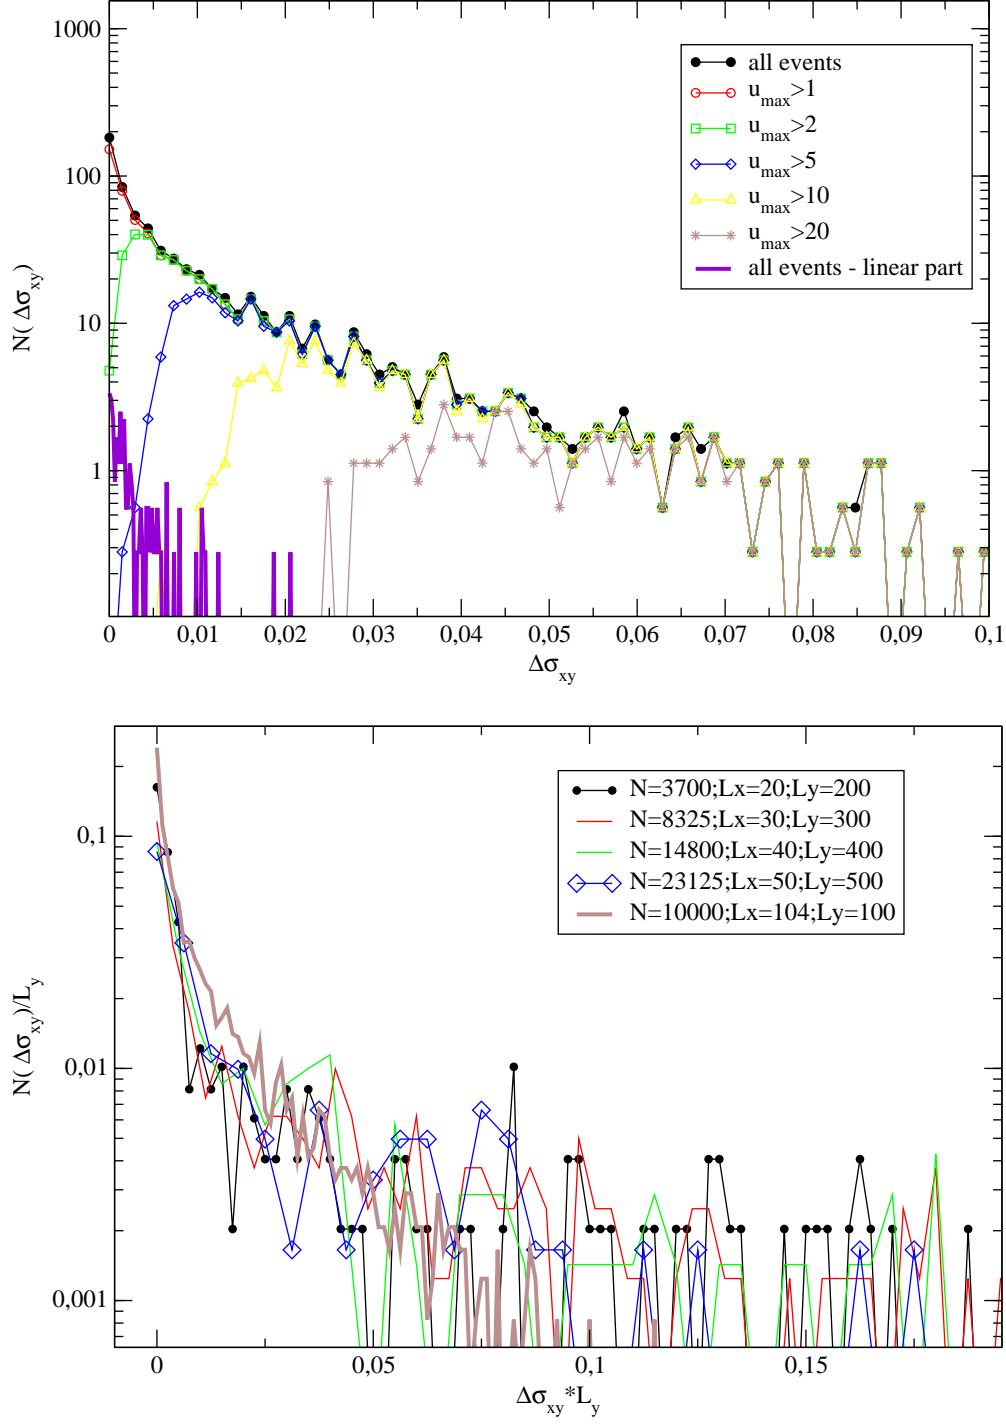 1000
100
10
1
N( Δσxy)
all events
umax>1
umax>2
umax>5
umax>10
umax>20
all events - linear part
0 0,01 0,02 0,03 0,04 0,05 0,06 0,07 0,08 0,09 0,1
Δσxy
0,1
0,01
0,001
N( Δσxy)/Ly
N=3700;Lx=20;Ly=200
N=8325;Lx=30;Ly=300
N=14800;Lx=40;Ly=400
N=23125;Lx=50;Ly=500
N=10000;Lx=104;Ly=100
0 0,05 0,1 0,15
Δσxy*Ly